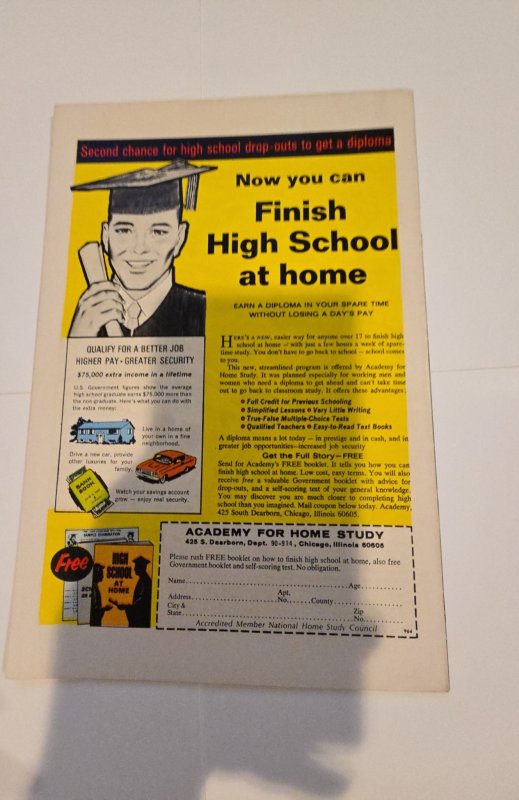 Second chance for high school drop-outs to get a diploma
Now you can
Finish
High School
at home
EARN A DIPLOMA IN YOUR SPARE TIME
WITHOUT LOSING A DAY'S PAY
QUALIFY FOR A BETTER JOB
HIGHER PAY • GREATER SECURITY
$75,000 extra income in a lifetime
U.S. Government figures show the average
high school graduate earns $75,000 more than
the non-graduate. Here's what you can do with
the extra money:
Live in a home of
your own in a fine
neighborhood.
Drive a new car, provide
other luxuries for your
family.
BANK
BOOK
Watch your savings account
grow — enjoy real security.
HERE'S A NEW, easier way for anyone over 17 to finish high
school at home — with just a few hours a week of spare-
time study. You don't have to go back to school — school comes
to you.
This new, streamlined program is offered by Academy for
Home Study. It was planned especially for working men and
women who need a diploma to get ahead and can't take time
out to go back to classroom study. It offers these advantages:
• Full Credit for Previous Schooling
• Simplified Lessons • Very Little Writing
• True-False Multiple-Choice Tests
• Qualified Teachers • Easy-to-Read Text Books
A diploma means a lot today — in prestige and in cash, and in
greater job opportunities—increased job security
Get the Full Story—FREE
Send for Academy's FREE booklet. It tells you how you can
finish high school at home. Low cost, easy terms. You will also
receive free a valuable Government booklet with advice for
drop-outs, and a self-scoring test of your general knowledge.
You may discover you are much closer to completing high
school than you imagined. Mail coupon below today. Academy,
425 South Dearborn, Chicago, Illinois 60605.
Free
SAMPLE EXAMINATION
HIGH
SCHOOL
AT
HOME
ACADEMY FOR HOME STUDY
425 S. Dearborn, Dept. 90-914, Chicago, Illinois 60605
Please rush FREE booklet on how to finish high school at home, also free
Government booklet and self-scoring test. No obligation.
Name Age
Apt.
Address No. County
City & Zip
State No.
Accredited Member National Home Study Council